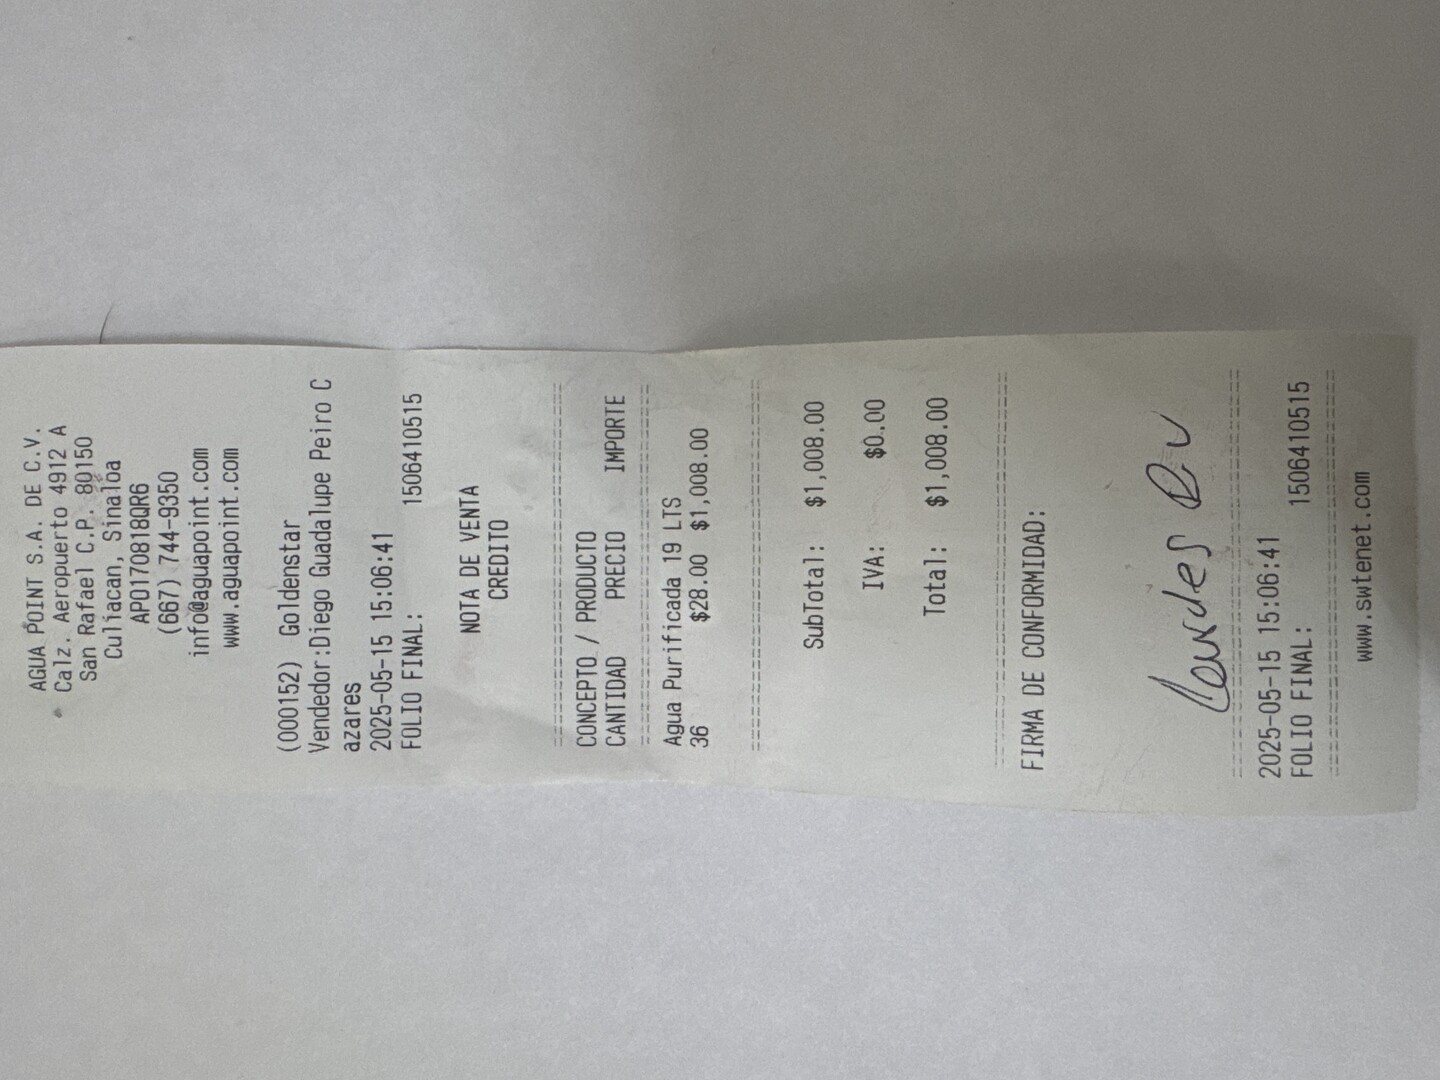 AGUA POINT S.A. DE C.V.
Calz. Aeropuerto 4912 A
San Rafael C.P. 80150
Culiacan, Sinaloa
APO170818QR6
(667) 744-9350
info@aguapoint.com
www.aguapoint.com
(000152) Goldenstar
Vendedor:Diego Guadalupe Peiro C
azares
2025-05-15 15:06:41
FOLIO FINAL: 1506410515
NOTA DE VENTA
CREDITO
CONCEPTO / PRODUCTO
CANTIDAD PRECIO IMPORTE
Agua Purificada 19 LTS
36 $28.00 $1,008.00
SubTotal: $1,008.00
IVA: $0.00
Total: $1,008.00
FIRMA DE CONFORMIDAD:
2025-05-15 15:06:41
FOLIO FINAL: 1506410515
www.swtenet.com